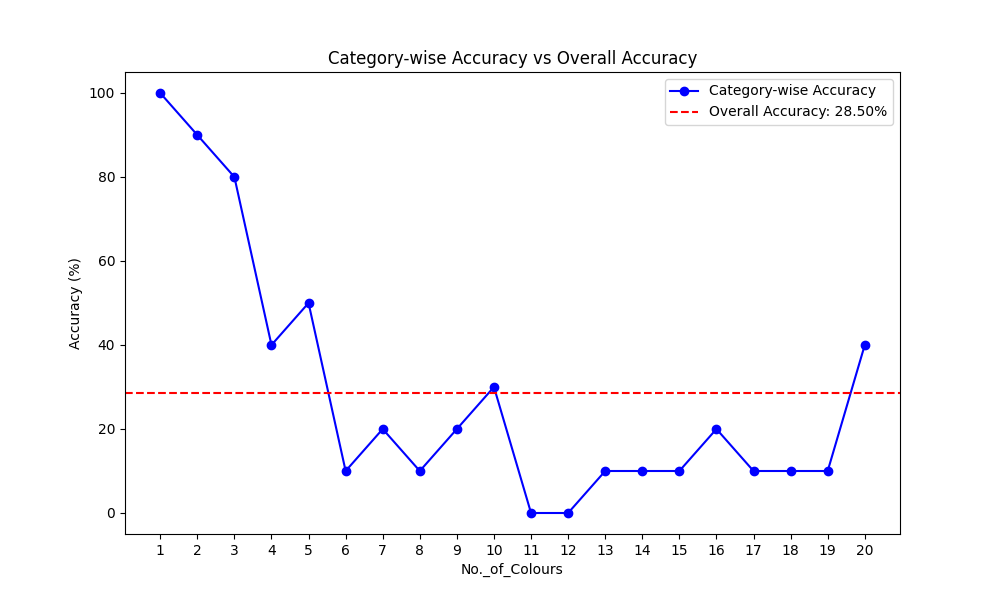 Category-wise Accuracy vs Overall Accuracy
Category-wise Accuracy
Overall Accuracy: 28.50%
Accuracy (%)
100
80
60
40
20
0
1 2 3 4 5 6 7 8 9 10 11 12 13 14 15 16 17 18 19 20
No._of_Colours